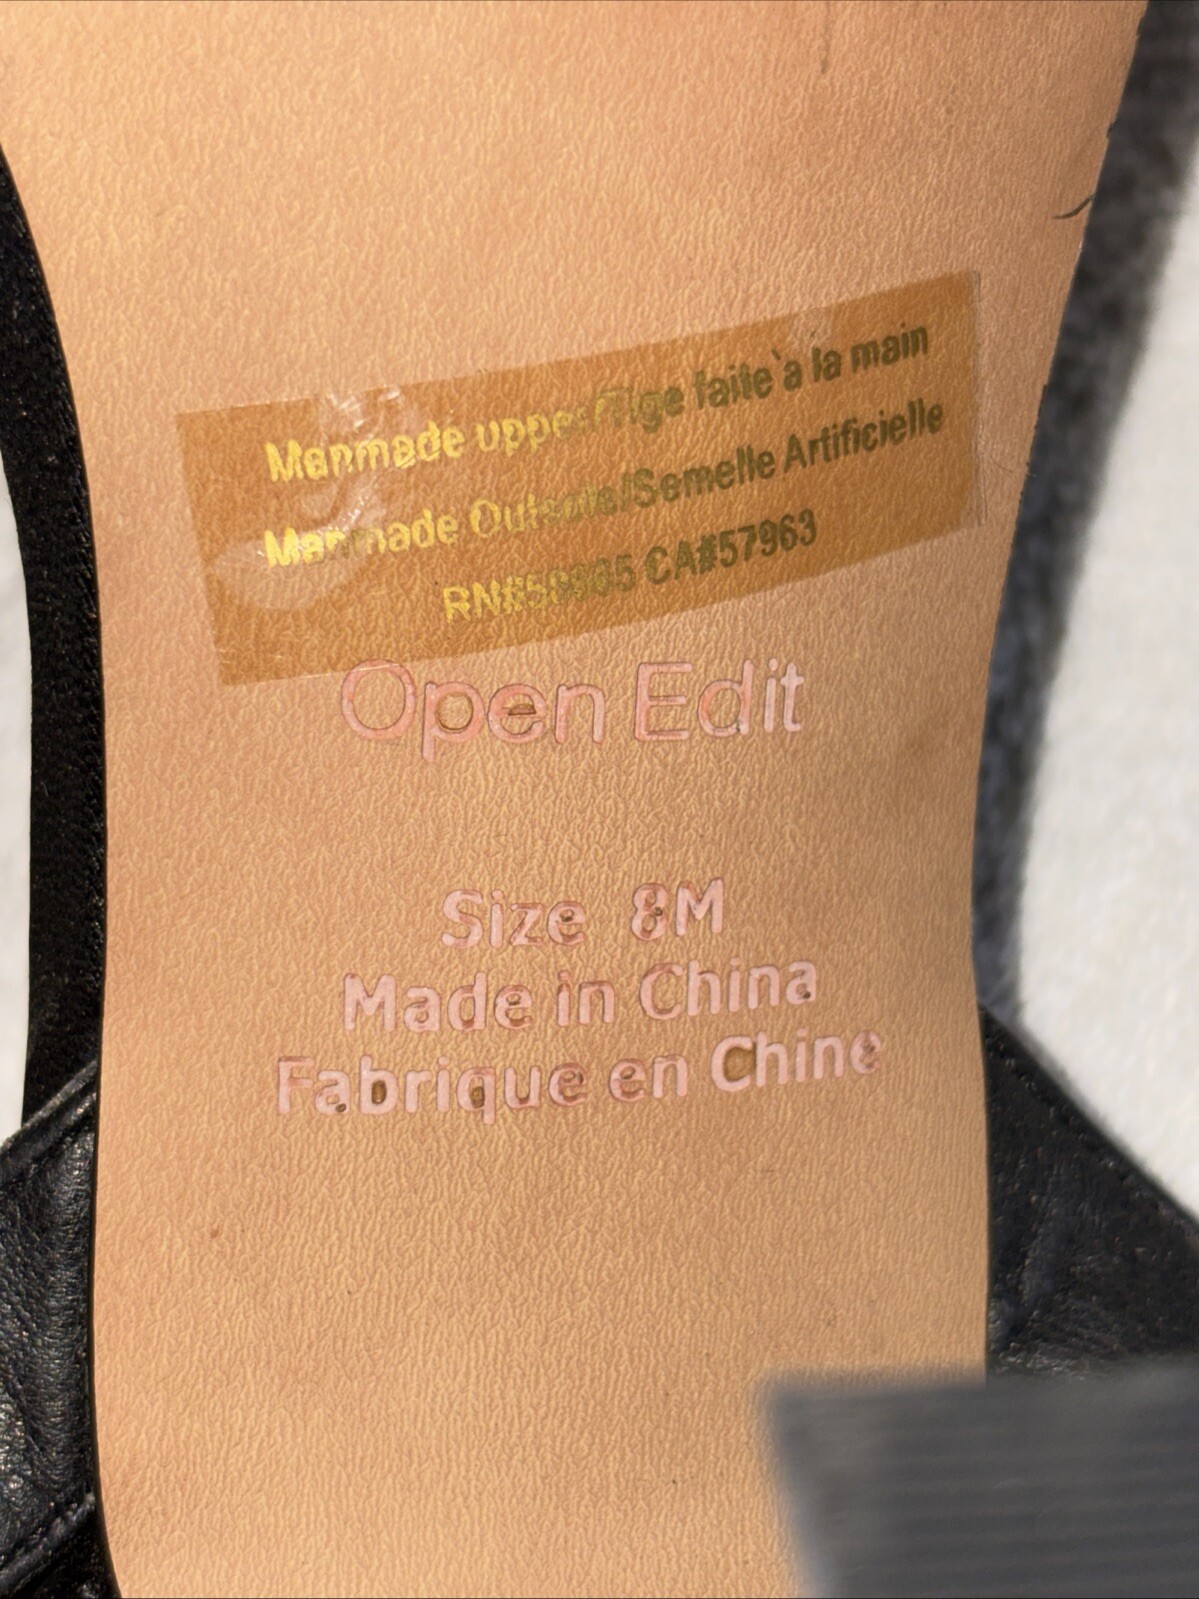 Manmade upper/Tige faite à la main
Manmade Outsole/Semelle Artificielle
CA#57963
Open Edit
Size 8M
Made in China
Fabrique en Chine